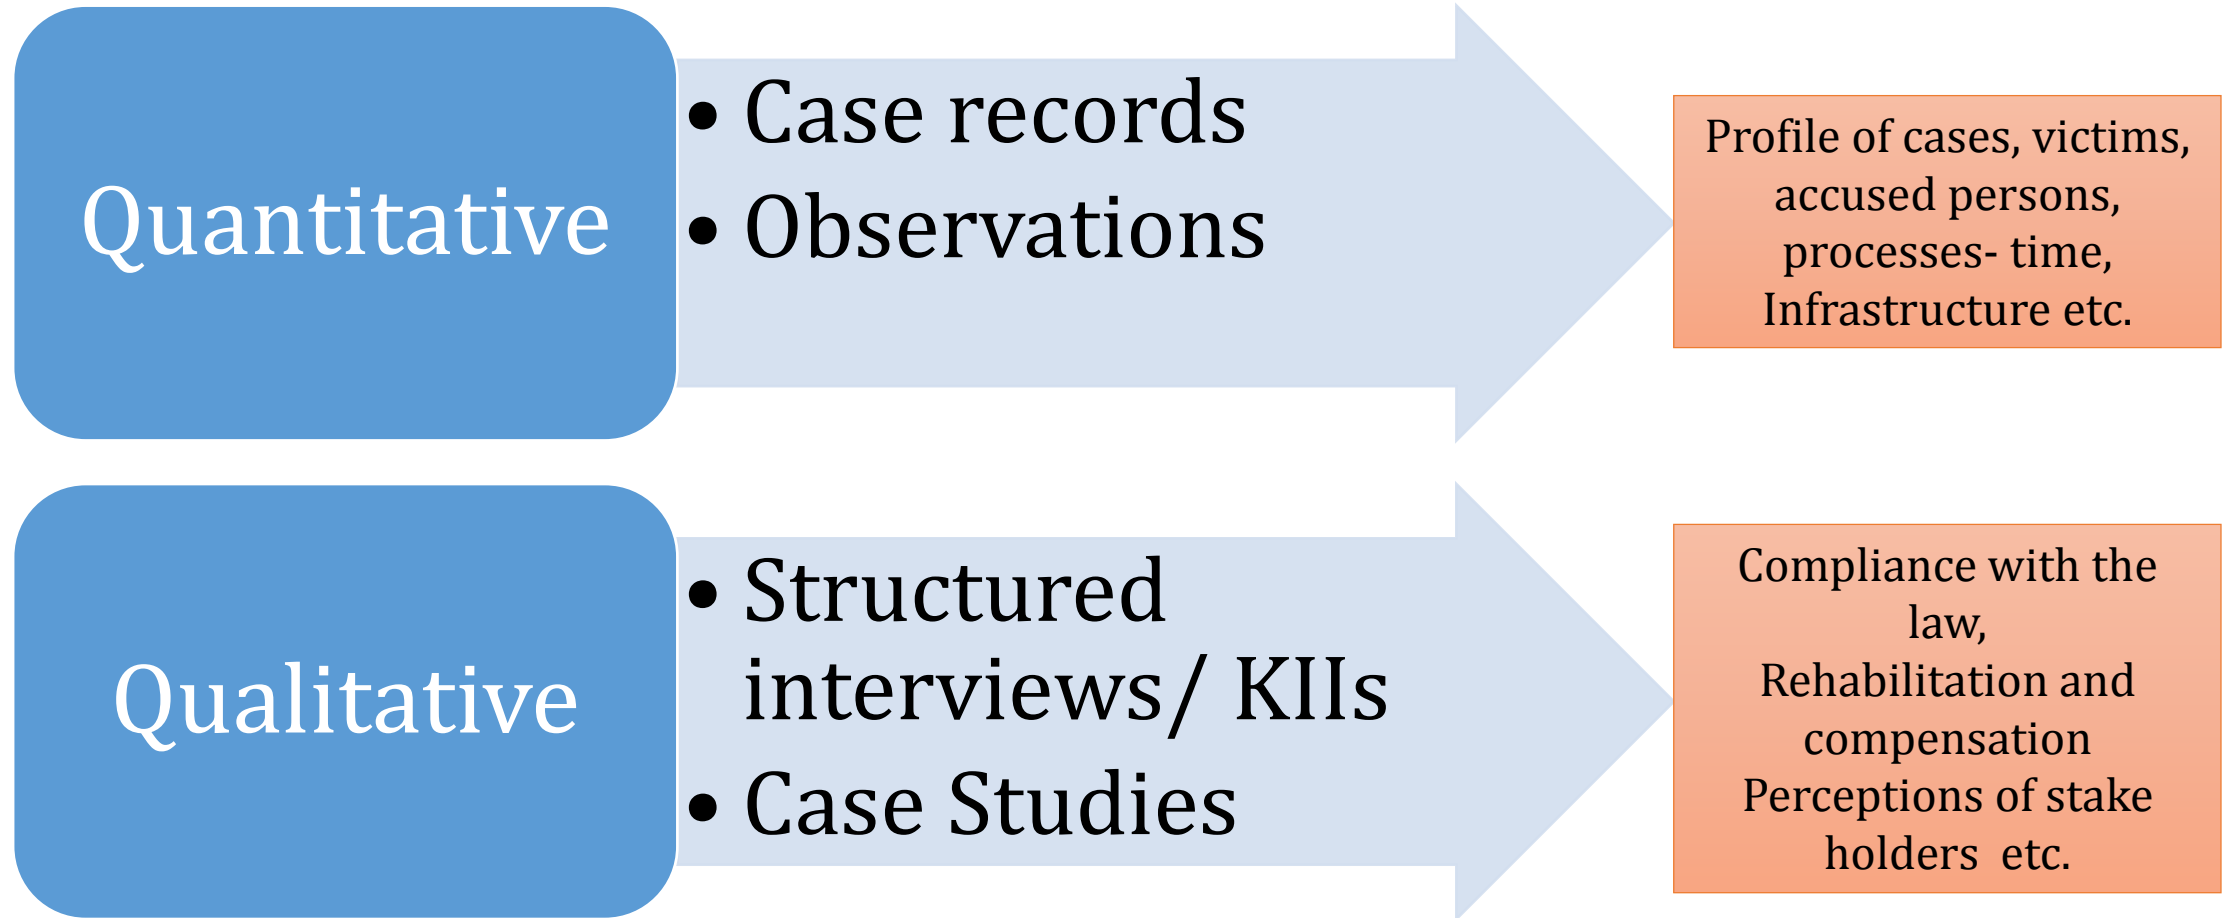 Quantitative
• Case records
• Observations
Profile of cases, victims,
accused persons,
processes- time,
Infrastructure etc.
Qualitative
• Structured
interviews/ KIIs
• Case Studies
Compliance with the
law,
Rehabilitation and
compensation
Perceptions of stake
holders  etc.